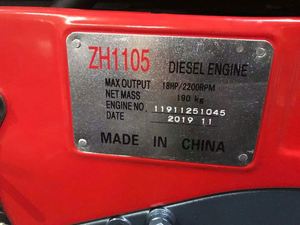 ZH1105 DIESEL ENGINE
MAX OUTPUT 18HP/2200RPM
NET MASS 190 kg
ENGINE NO. 11911251045
DATE 2019 11
MADE IN CHINA